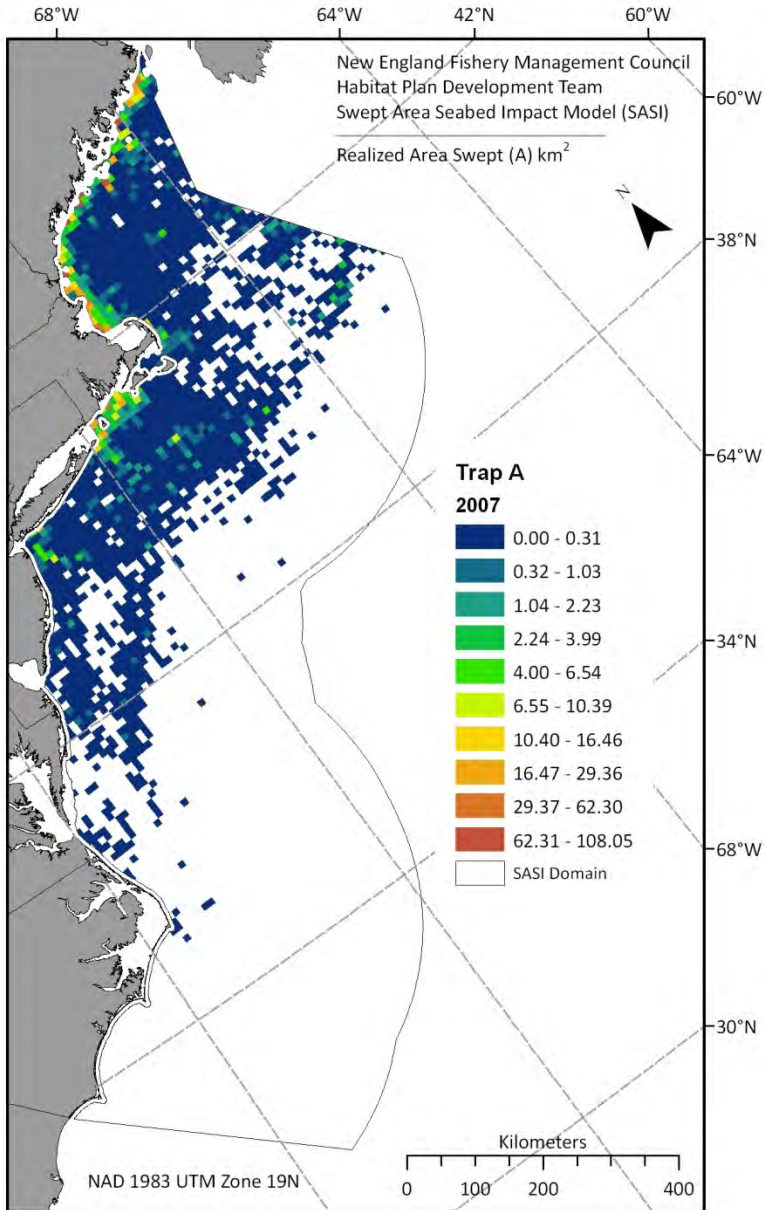 68°W 64°W 42°N 60°W
New England Fishery Management Council
Habitat Plan Development Team
Swept Area Seabed Impact Model (SASI)
Realized Area Swept (A) km²
60°W
N
38°N
64°W
Trap A
2007
0.00 - 0.31
0.32 - 1.03
1.04 - 2.23
2.24 - 3.99
4.00 - 6.54
6.55 - 10.39
10.40 - 16.46
16.47 - 29.36
29.37 - 62.30
62.31 - 108.05
SASI Domain
34°N
68°W
30°N
Kilometers
0 100 200 300 400
NAD 1983 UTM Zone 19N